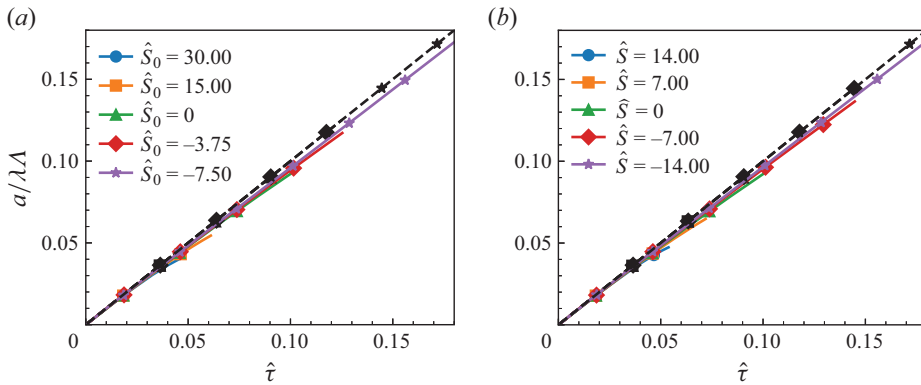 (a)
Ŝ₀ = 30.00
Ŝ₀ = 15.00
Ŝ₀ = 0
Ŝ₀ = –3.75
Ŝ₀ = –7.50
a/λΛ
0.15
0.10
0.05
0
0.05
0.10
0.15
τ̂
(b)
Ŝ = 14.00
Ŝ = 7.00
Ŝ = 0
Ŝ = –7.00
Ŝ = –14.00
0.15
0.10
0.05
0
0.05
0.10
0.15
τ̂